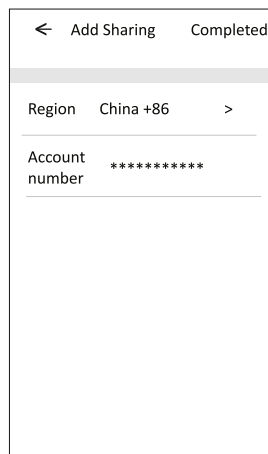 ← Add Sharing Completed
Region China +86 >
Account
number ***********